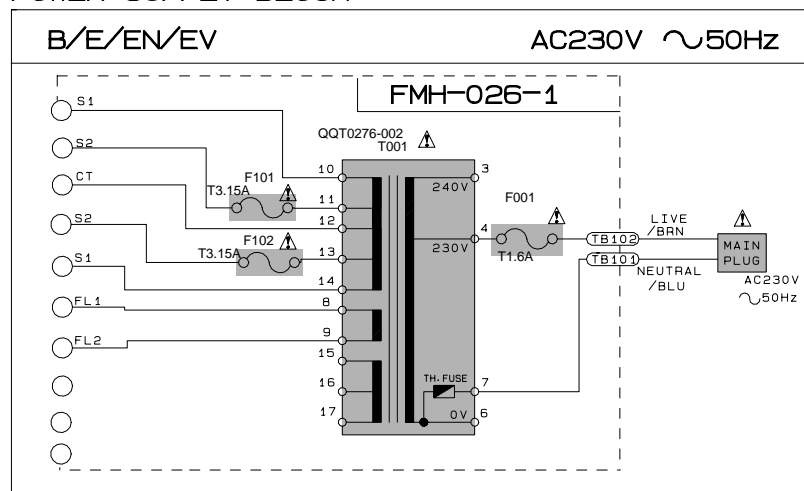 B/E/EN/EV
AC230V 50Hz
FMH-026-1
S1
S2
CT
S2
S1
FL1
FL2
F101
T3.15A
F102
T3.15A
QQT0276-002
T001
10
11
12
13
14
8
9
15
16
17
3
240V
4
230V
TH.FUSE
7
0V
6
F001
T1.6A
TB102
TB101
LIVE
/BRN
NEUTRAL
/BLU
MAIN
PLUG
AC230V
50Hz